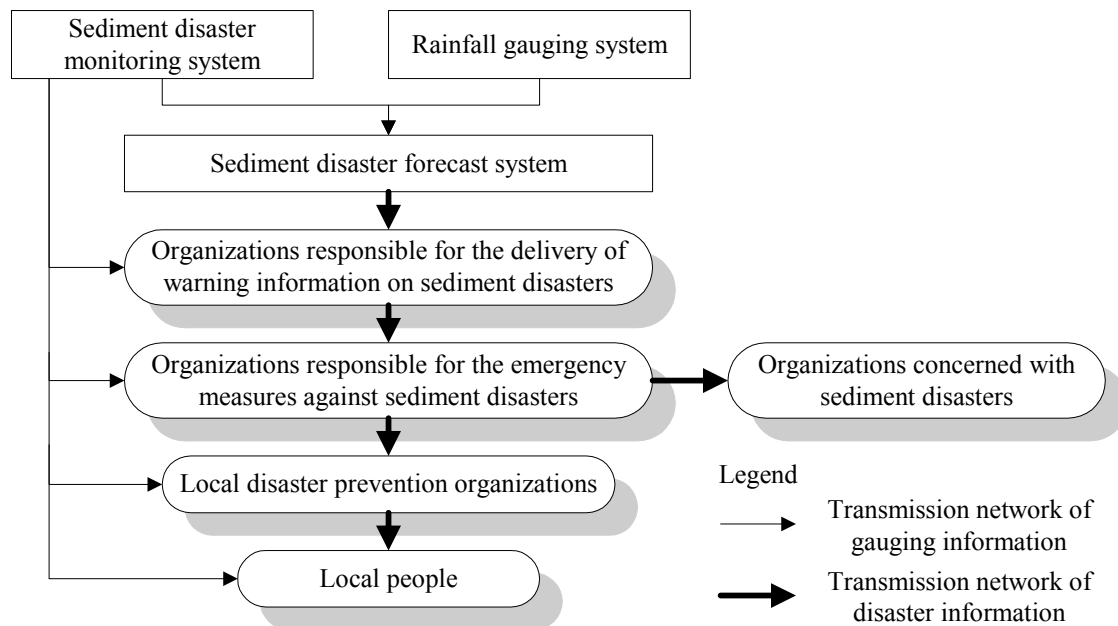 Sediment disaster
monitoring system
Rainfall gauging system
Sediment disaster forecast system
Organizations responsible for the delivery of
warning information on sediment disasters
Organizations responsible for the emergency
measures against sediment disasters
Organizations concerned with
sediment disasters
Local disaster prevention organizations
Local people
Legend
Transmission network of
gauging information
Transmission network of
disaster information